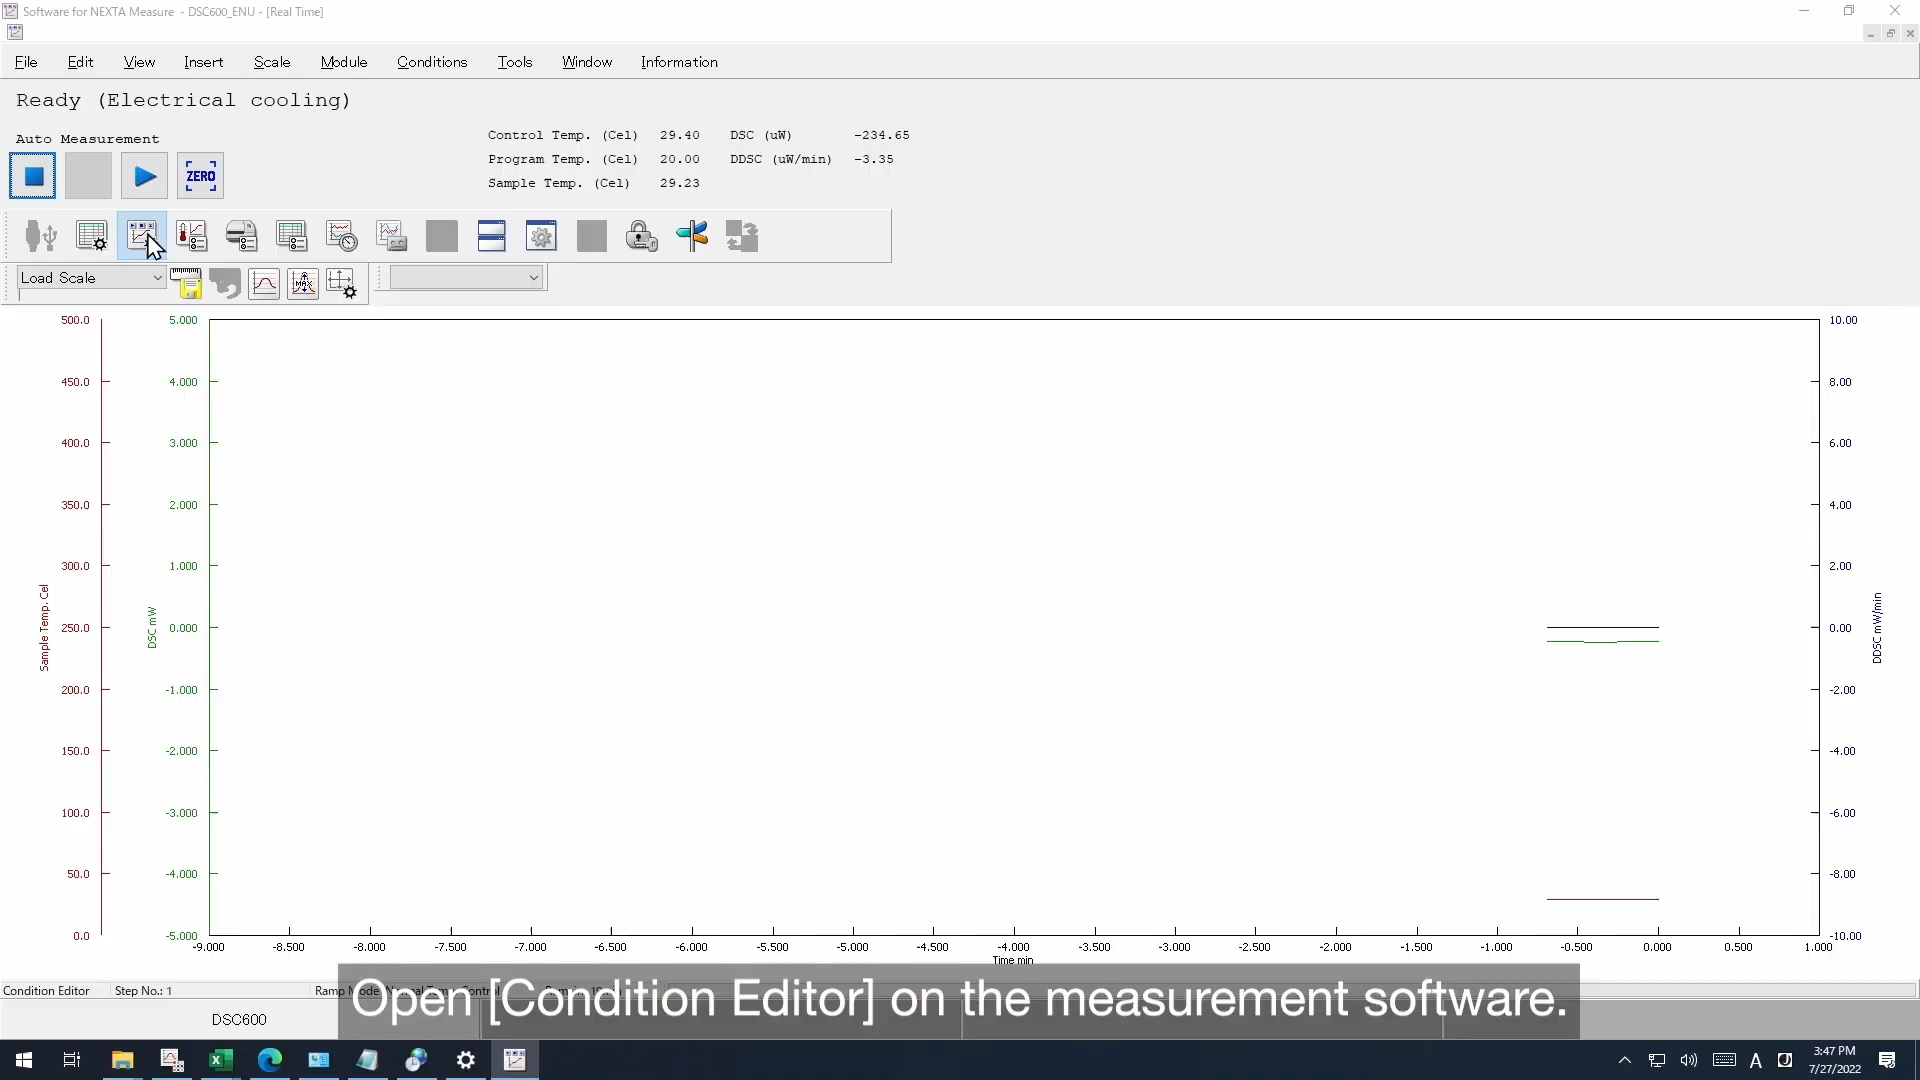 Software for NEXTA Measure - DSC600_ENU - [Real Time]
File Edit View Insert Scale Module Conditions Tools Window Information
Ready (Electrical cooling)
Auto Measurement
Control Temp. (Cel) 29.40 DSC (uW) -234.65
Program Temp. (Cel) 20.00 DDSC (uW/min) -3.35
Sample Temp. (Cel) 29.23
ZERO
Load Scale
MAX
500.0 5.000 10.00
450.0 4.000 8.00
400.0 3.000 6.00
350.0 2.000 4.00
300.0 1.000 2.00
250.0 0.000 0.00
200.0 -1.000 -2.00
150.0 -2.000 -4.00
100.0 -3.000 -6.00
50.0 -4.000 -8.00
0.0 -5.000 -10.00
Sample Temp. Cel
DSC mW
DDSC mW/min
-9.000 -8.500 -8.000 -7.500 -7.000 -6.500 -6.000 -5.500 -5.000 -4.500 -4.000 -3.500 -3.000 -2.500 -2.000 -1.500 -1.000 -0.500 0.000 0.500 1.000
Time min
Condition Editor Step No.: 1 Ramp Mode
Open [Condition Editor] on the measurement software.
DSC600
A
3:47 PM
7/27/2022